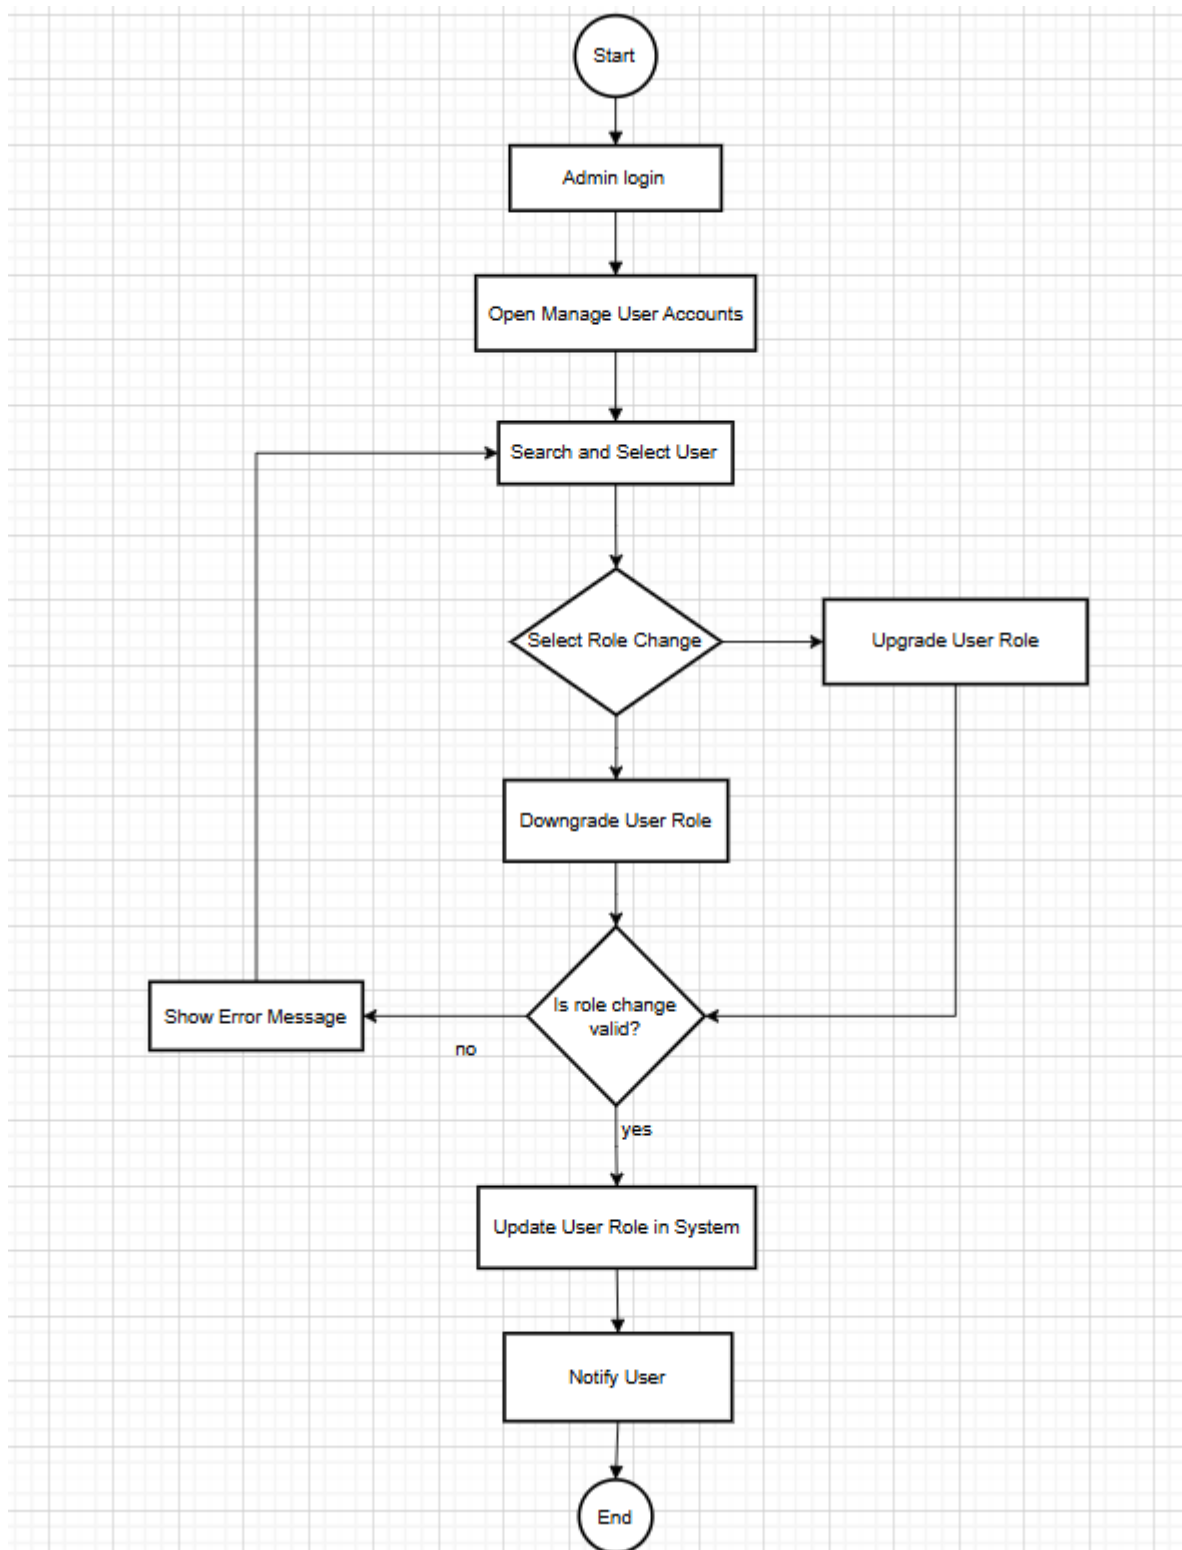 Start
Admin login
Open Manage User Accounts
Search and Select User
Select Role Change
Upgrade User Role
Downgrade User Role
Is role change
valid?
Show Error Message
no
yes
Update User Role in System
Notify User
End